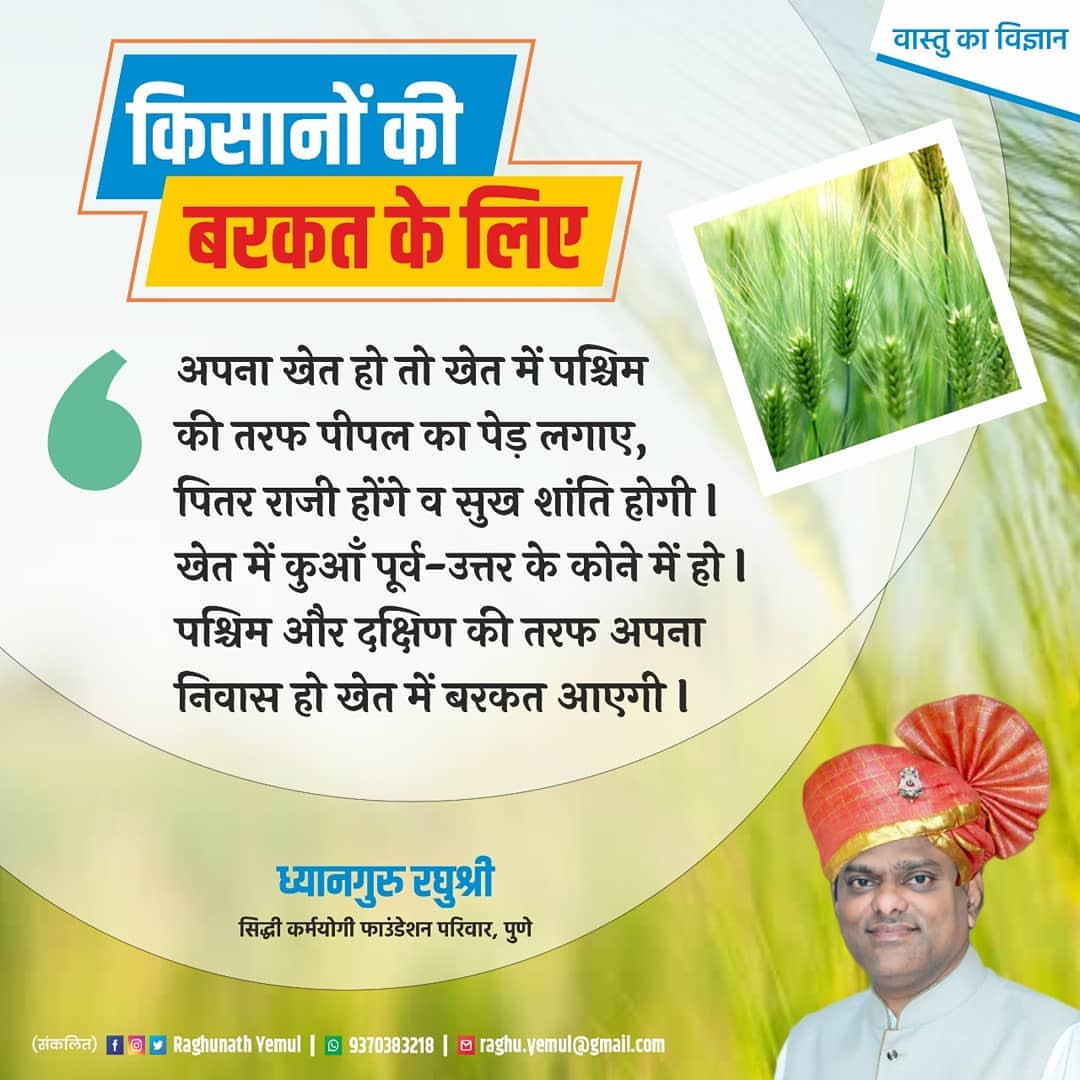 वास्तु का विज्ञान
किसानों की
बरकत के लिए
अपना खेत हो तो खेत में पश्चिम
की तरफ पीपल का पेड़ लगाए,
पितर राजी होंगे व सुख शांति होगी।
खेत में कुआँ पूर्व-उत्तर के कोने में हो।
पश्चिम और दक्षिण की तरफ अपना
निवास हो खेत में बरकत आएगी।
ध्यानगुरु रघुश्री
सिद्धी कर्मयोगी फाउंडेशन परिवार, पुणे
(संकलित) Raghunath Yemul | 9370383218 | raghu.yemul@gmail.com